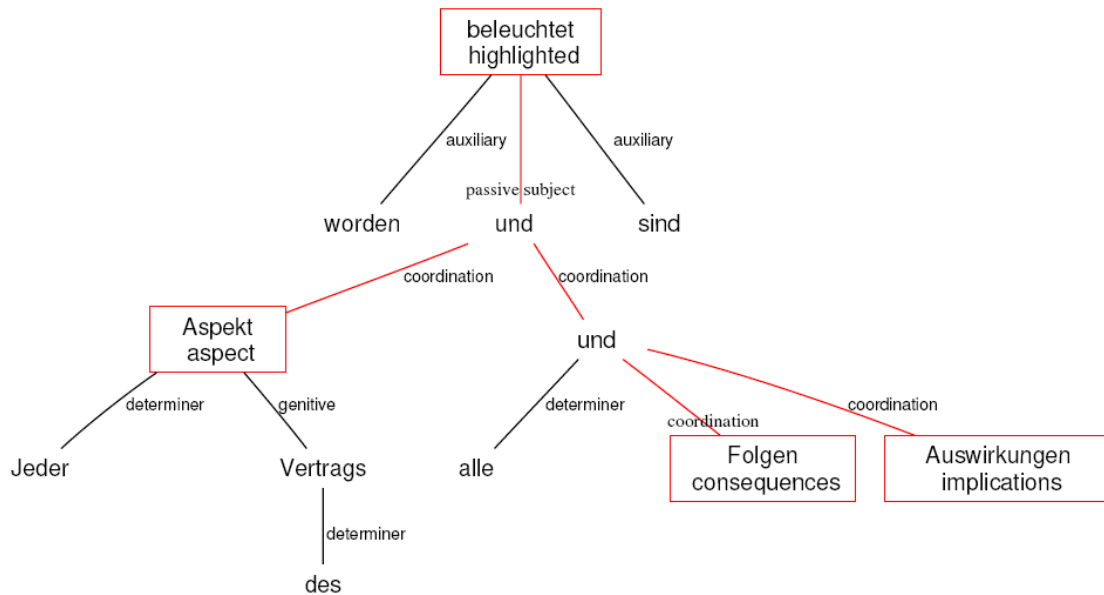 beleuchtet
highlighted
auxiliary
auxiliary
passive subject
worden
und
sind
coordination
coordination
Aspekt
aspect
und
determiner
genitive
determiner
coordination
coordination
Jeder
Vertrags
alle
Folgen
consequences
Auswirkungen
implications
determiner
des